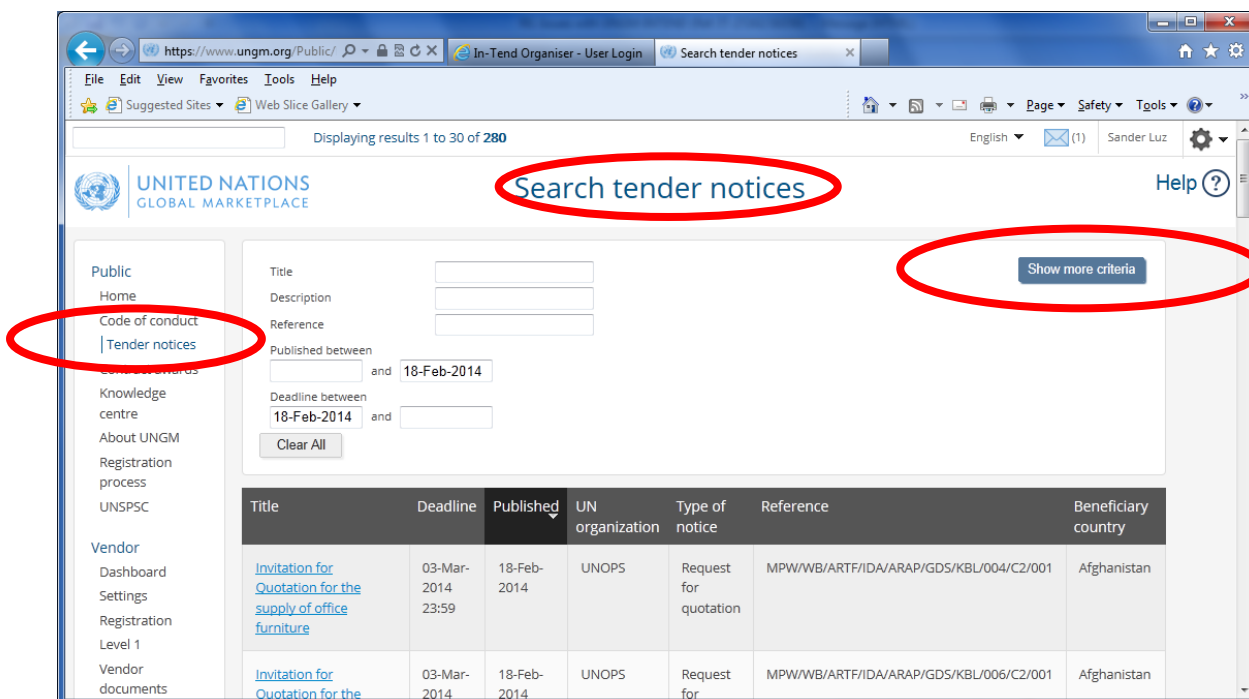 https://www.ungm.org/Public/
In-Tend Organiser - User Login
Search tender notices
File Edit View Favorites Tools Help
Suggested Sites
Web Slice Gallery
Page Safety Tools
Displaying results 1 to 30 of 280
English
(1)
Sander Luz
UNITED NATIONS
GLOBAL MARKETPLACE
Search tender notices
Help ?
Public
Home
Code of conduct
Tender notices
Contract awards
Knowledge
centre
About UNGM
Registration
process
UNSPSC
Vendor
Dashboard
Settings
Registration
Level 1
Vendor
documents
Title
Show more criteria
Description
Reference
Published between
and 18-Feb-2014
Deadline between
18-Feb-2014 and
Clear All
Title Deadline Published UN organization Type of notice Reference Beneficiary country
Invitation for
Quotation for the
supply of office
furniture
03-Mar-
2014
23:59
18-Feb-
2014
UNOPS
Request
for
quotation
MPW/WB/ARTF/IDA/ARAP/GDS/KBL/004/C2/001
Afghanistan
Invitation for
Quotation for the
03-Mar-
2014
18-Feb-
2014
UNOPS
Request
for
MPW/WB/ARTF/IDA/ARAP/GDS/KBL/006/C2/001
Afghanistan